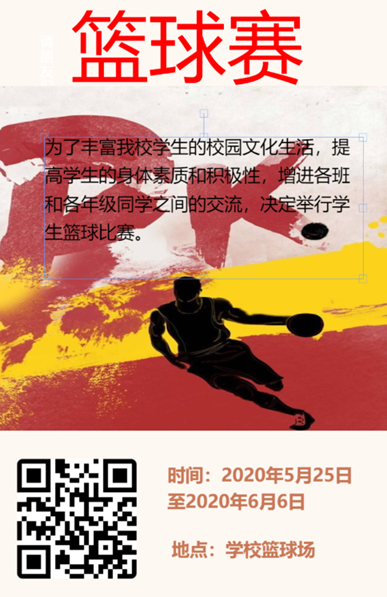 篮球赛
PK
为了丰富我校学生的校园文化生活，提
高学生的身体素质和积极性，增进各班
和各年级同学之间的交流，决定举行学
生篮球比赛。
时间：2020年5月25日
至2020年6月6日
地点：学校篮球场